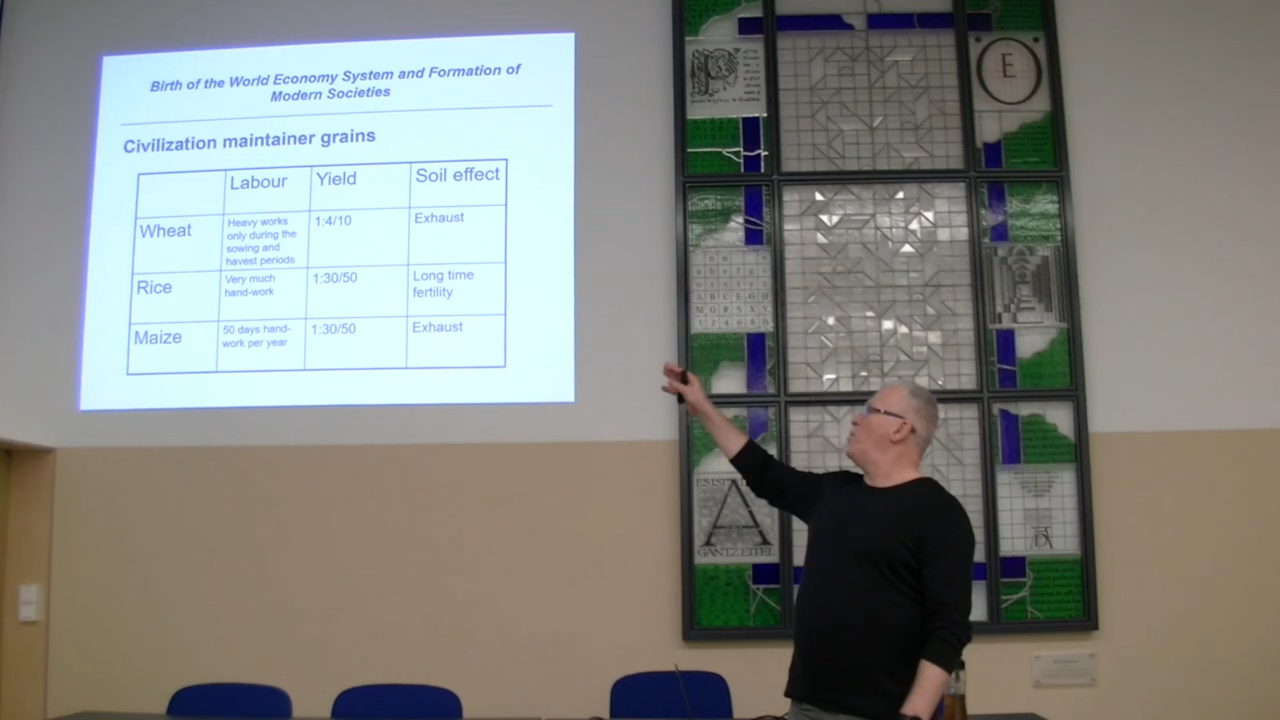 Birth of the World Economy System and Formation of
Modern Societies
Civilization maintainer grains
Labour
Yield
Soil effect
Wheat
Heavy works
only during the
sowing and
havest periods
1:4/10
Exhaust
Rice
Very much
hand-work
1:30/50
Long time
fertility
Maize
50 days hand-
work per year
1:30/50
Exhaust
P
E
O
A
GANTZ EITEL